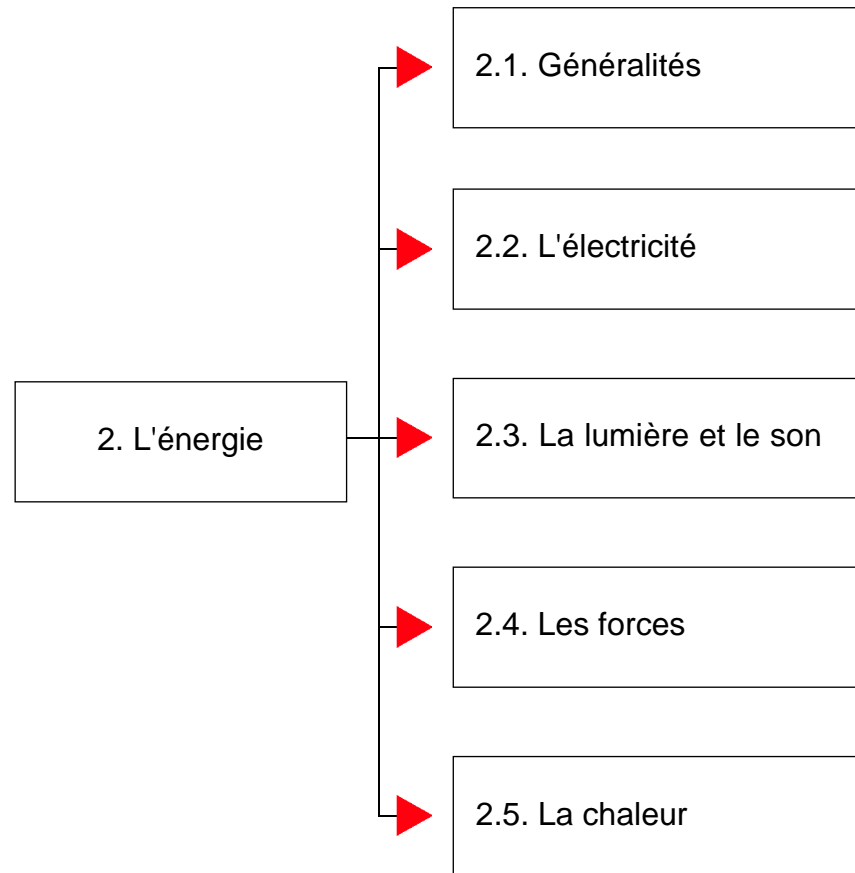 2.1. Généralités
2.2. L'électricité
2. L'énergie
2.3. La lumière et le son
2.4. Les forces
2.5. La chaleur